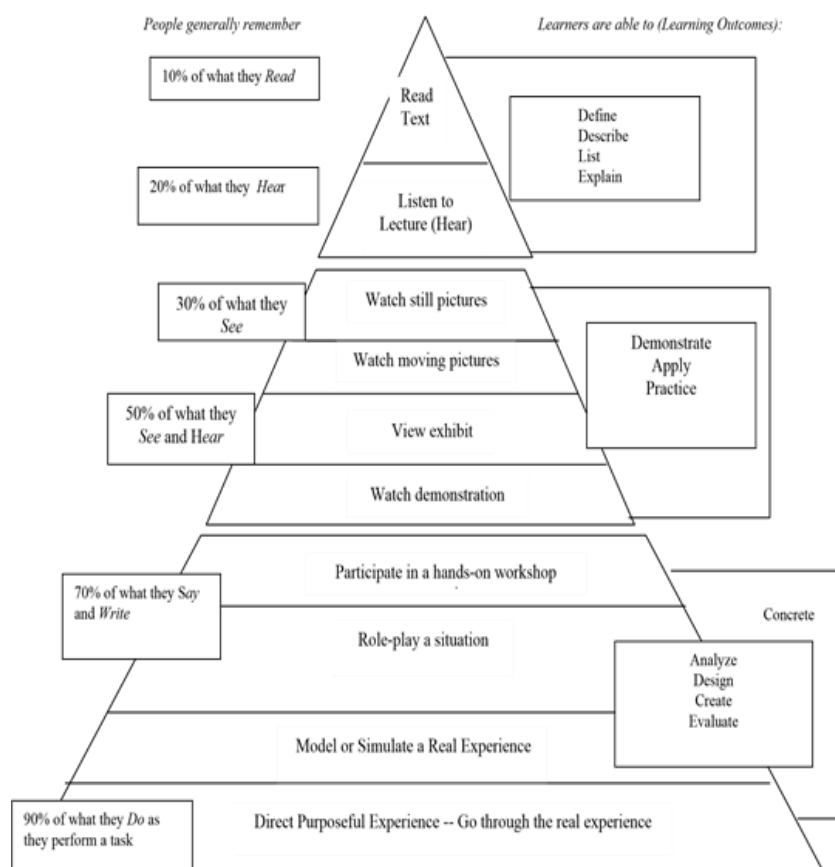 People generally remember
Learners are able to (Learning Outcomes):
10% of what they Read
Read
Text
Define
Describe
List
Explain
20% of what they Hear
Listen to
Lecture (Hear)
30% of what they
See
Watch still pictures
Watch moving pictures
Demonstrate
Apply
Practice
50% of what they
See and Hear
View exhibit
Watch demonstration
Participate in a hands-on workshop
70% of what they Say
and Write
Role-play a situation
Concrete
Analyze
Design
Create
Evaluate
Model or Simulate a Real Experience
90% of what they Do as
they perform a task
Direct Purposeful Experience -- Go through the real experience